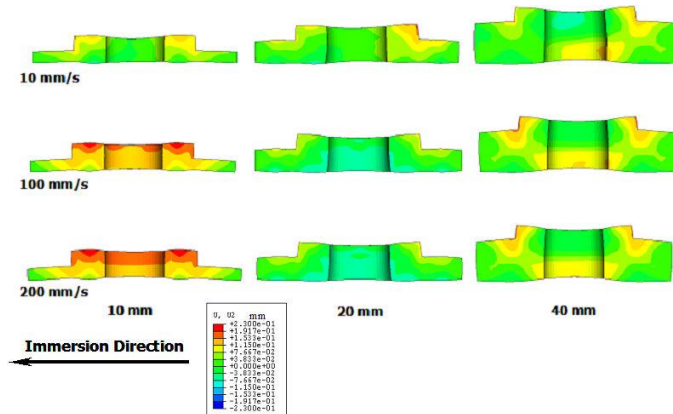 10 mm/s
100 mm/s
200 mm/s
10 mm
20 mm
40 mm
U, U2 mm
+2.300e-01
+1.917e-01
+1.533e-01
+1.150e-01
+7.667e-02
+3.833e-02
+0.000e+00
-3.833e-02
-7.667e-02
-1.150e-01
-1.533e-01
-1.917e-01
-2.300e-01
Immersion Direction